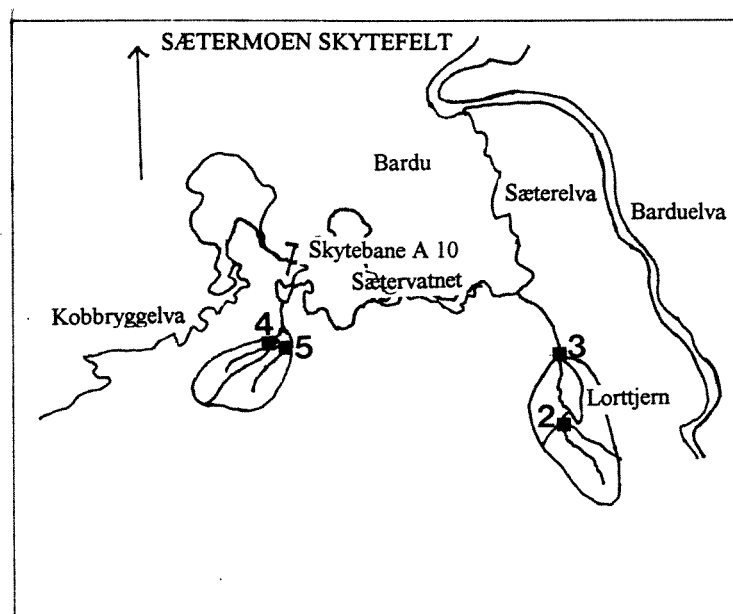 SÆTERMOEN SKYTEFELT
Bardu
Sæterelva
Barduelva
Skytebane A 10
Sætervatnet
Kobbryggelva
4
5
3
Lorttjern
2